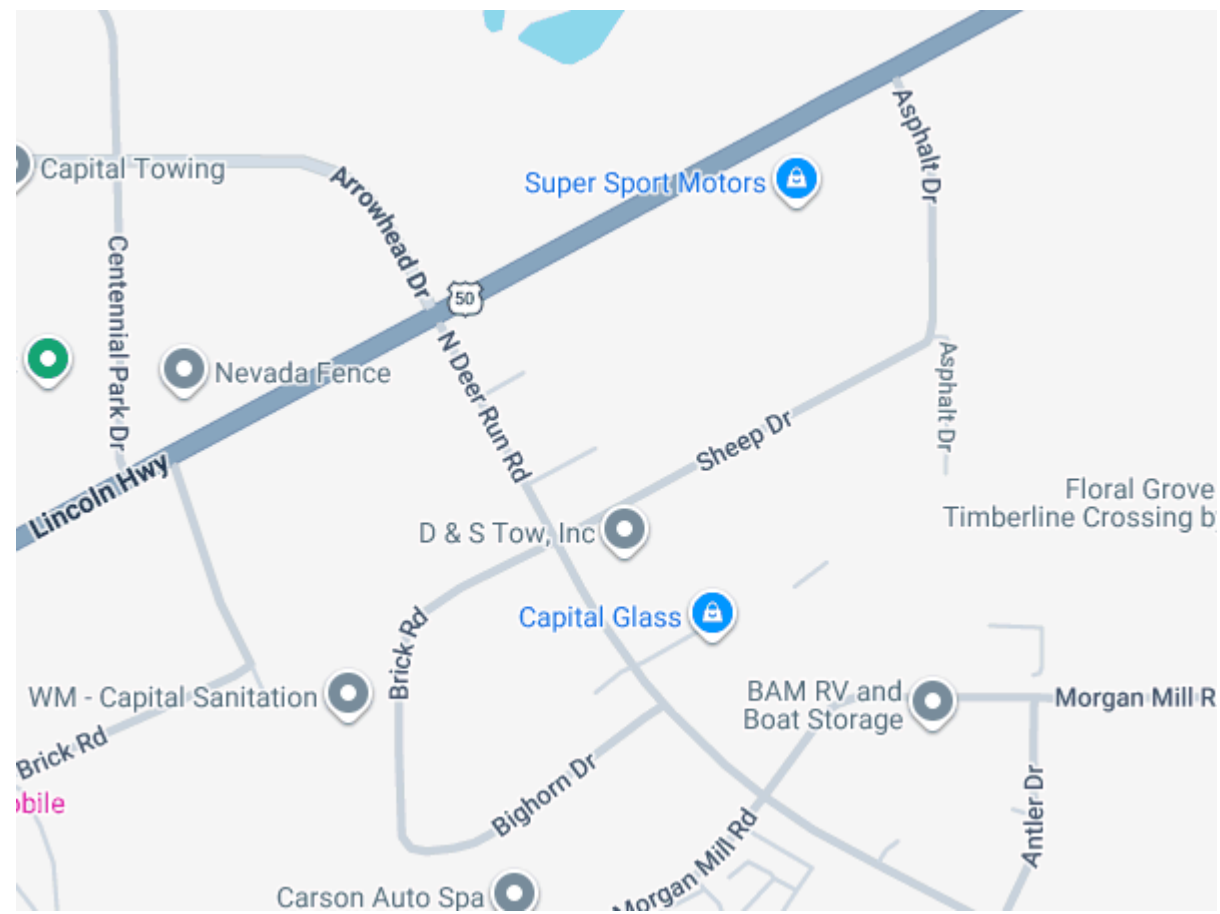 Asphalt Dr
Capital Towing
Arrowhead Dr
Super Sport Motors
Centennial Park Dr
50
N Deer Run Rd
Nevada Fence
Asphalt Dr
Sheep Dr
Lincoln Hwy
Floral Grove
Timberline Crossing by
D & S Tow, Inc
Capital Glass
Brick Rd
WM - Capital Sanitation
BAM RV and
Boat Storage
Morgan Mill R
Brick Rd
obile
Bighorn Dr
Antler Dr
Morgan Mill Rd
Carson Auto Spa